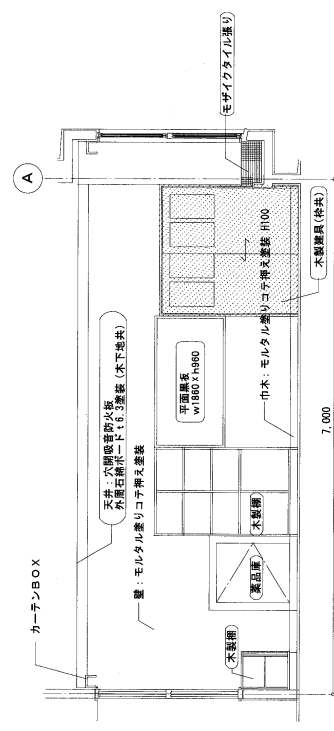 カーテンBOX
天井：穴開吸音防火板
外周石綿ボードt6.3塗装（木下地共）
壁：モルタル塗りコテ押え塗装
A
モザイクタイル張り
平面黒板
w1860×h960
木製棚
薬品庫
木製棚
巾木：モルタル塗りコテ押え塗装 H100
木製建具（枠共）
7,000